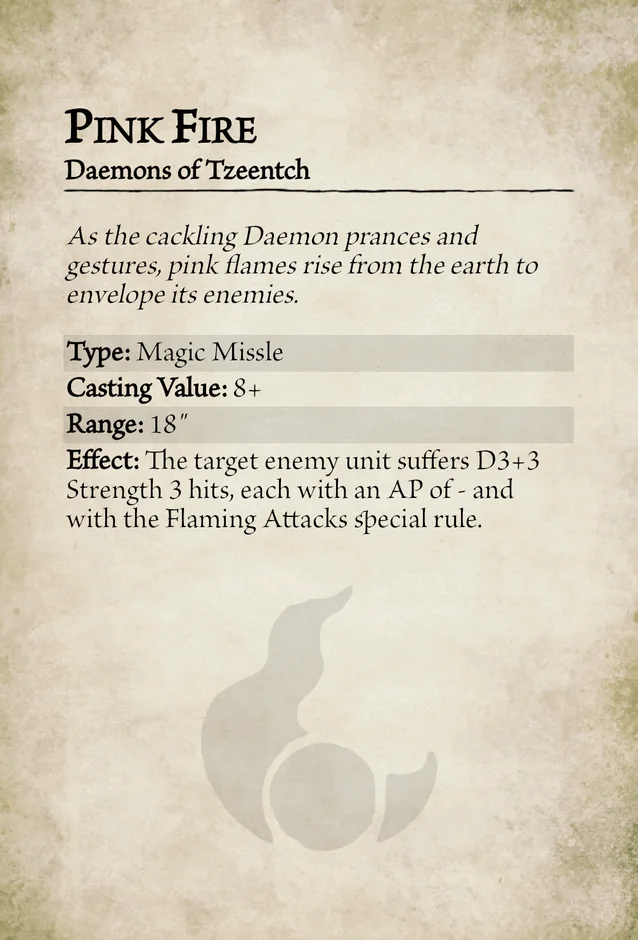 Pink Fire
Daemons of Tzeentch
As the cackling Daemon prances and
gestures, pink flames rise from the earth to
envelope its enemies.
Type: Magic Missle
Casting Value: 8+
Range: 18"
Effect: The target enemy unit suffers D3+3
Strength 3 hits, each with an AP of - and
with the Flaming Attacks special rule.